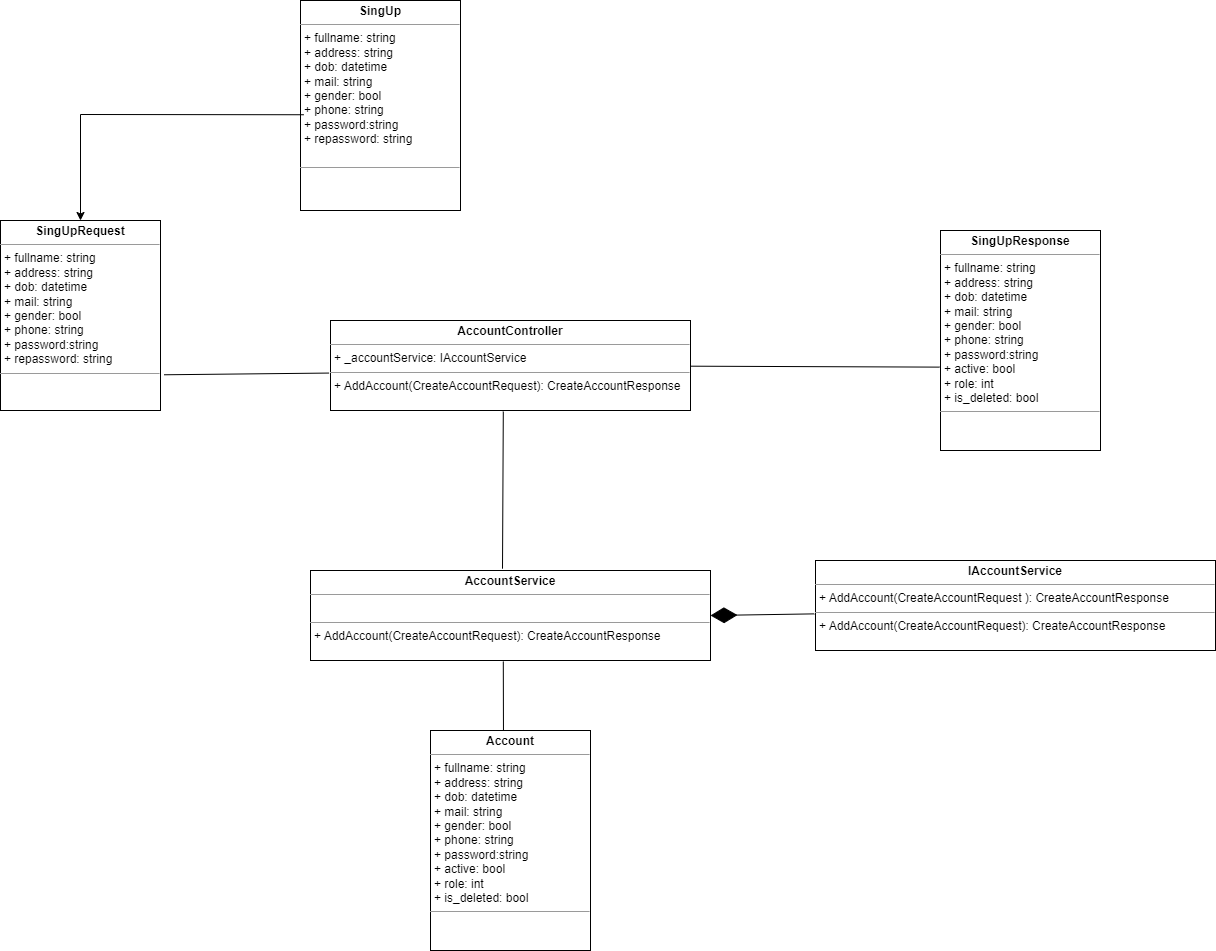 SingUp
+ fullname: string
+ address: string
+ dob: datetime
+ mail: string
+ gender: bool
+ phone: string
+ password:string
+ repassword: string
SingUpRequest
+ fullname: string
+ address: string
+ dob: datetime
+ mail: string
+ gender: bool
+ phone: string
+ password:string
+ repassword: string
SingUpResponse
+ fullname: string
+ address: string
+ dob: datetime
+ mail: string
+ gender: bool
+ phone: string
+ password:string
+ active: bool
+ role: int
+ is_deleted: bool
AccountController
+ _accountService: IAccountService
+ AddAccount(CreateAccountRequest): CreateAccountResponse
AccountService
+ AddAccount(CreateAccountRequest): CreateAccountResponse
IAccountService
+ AddAccount(CreateAccountRequest ): CreateAccountResponse
+ AddAccount(CreateAccountRequest): CreateAccountResponse
Account
+ fullname: string
+ address: string
+ dob: datetime
+ mail: string
+ gender: bool
+ phone: string
+ password:string
+ active: bool
+ role: int
+ is_deleted: bool